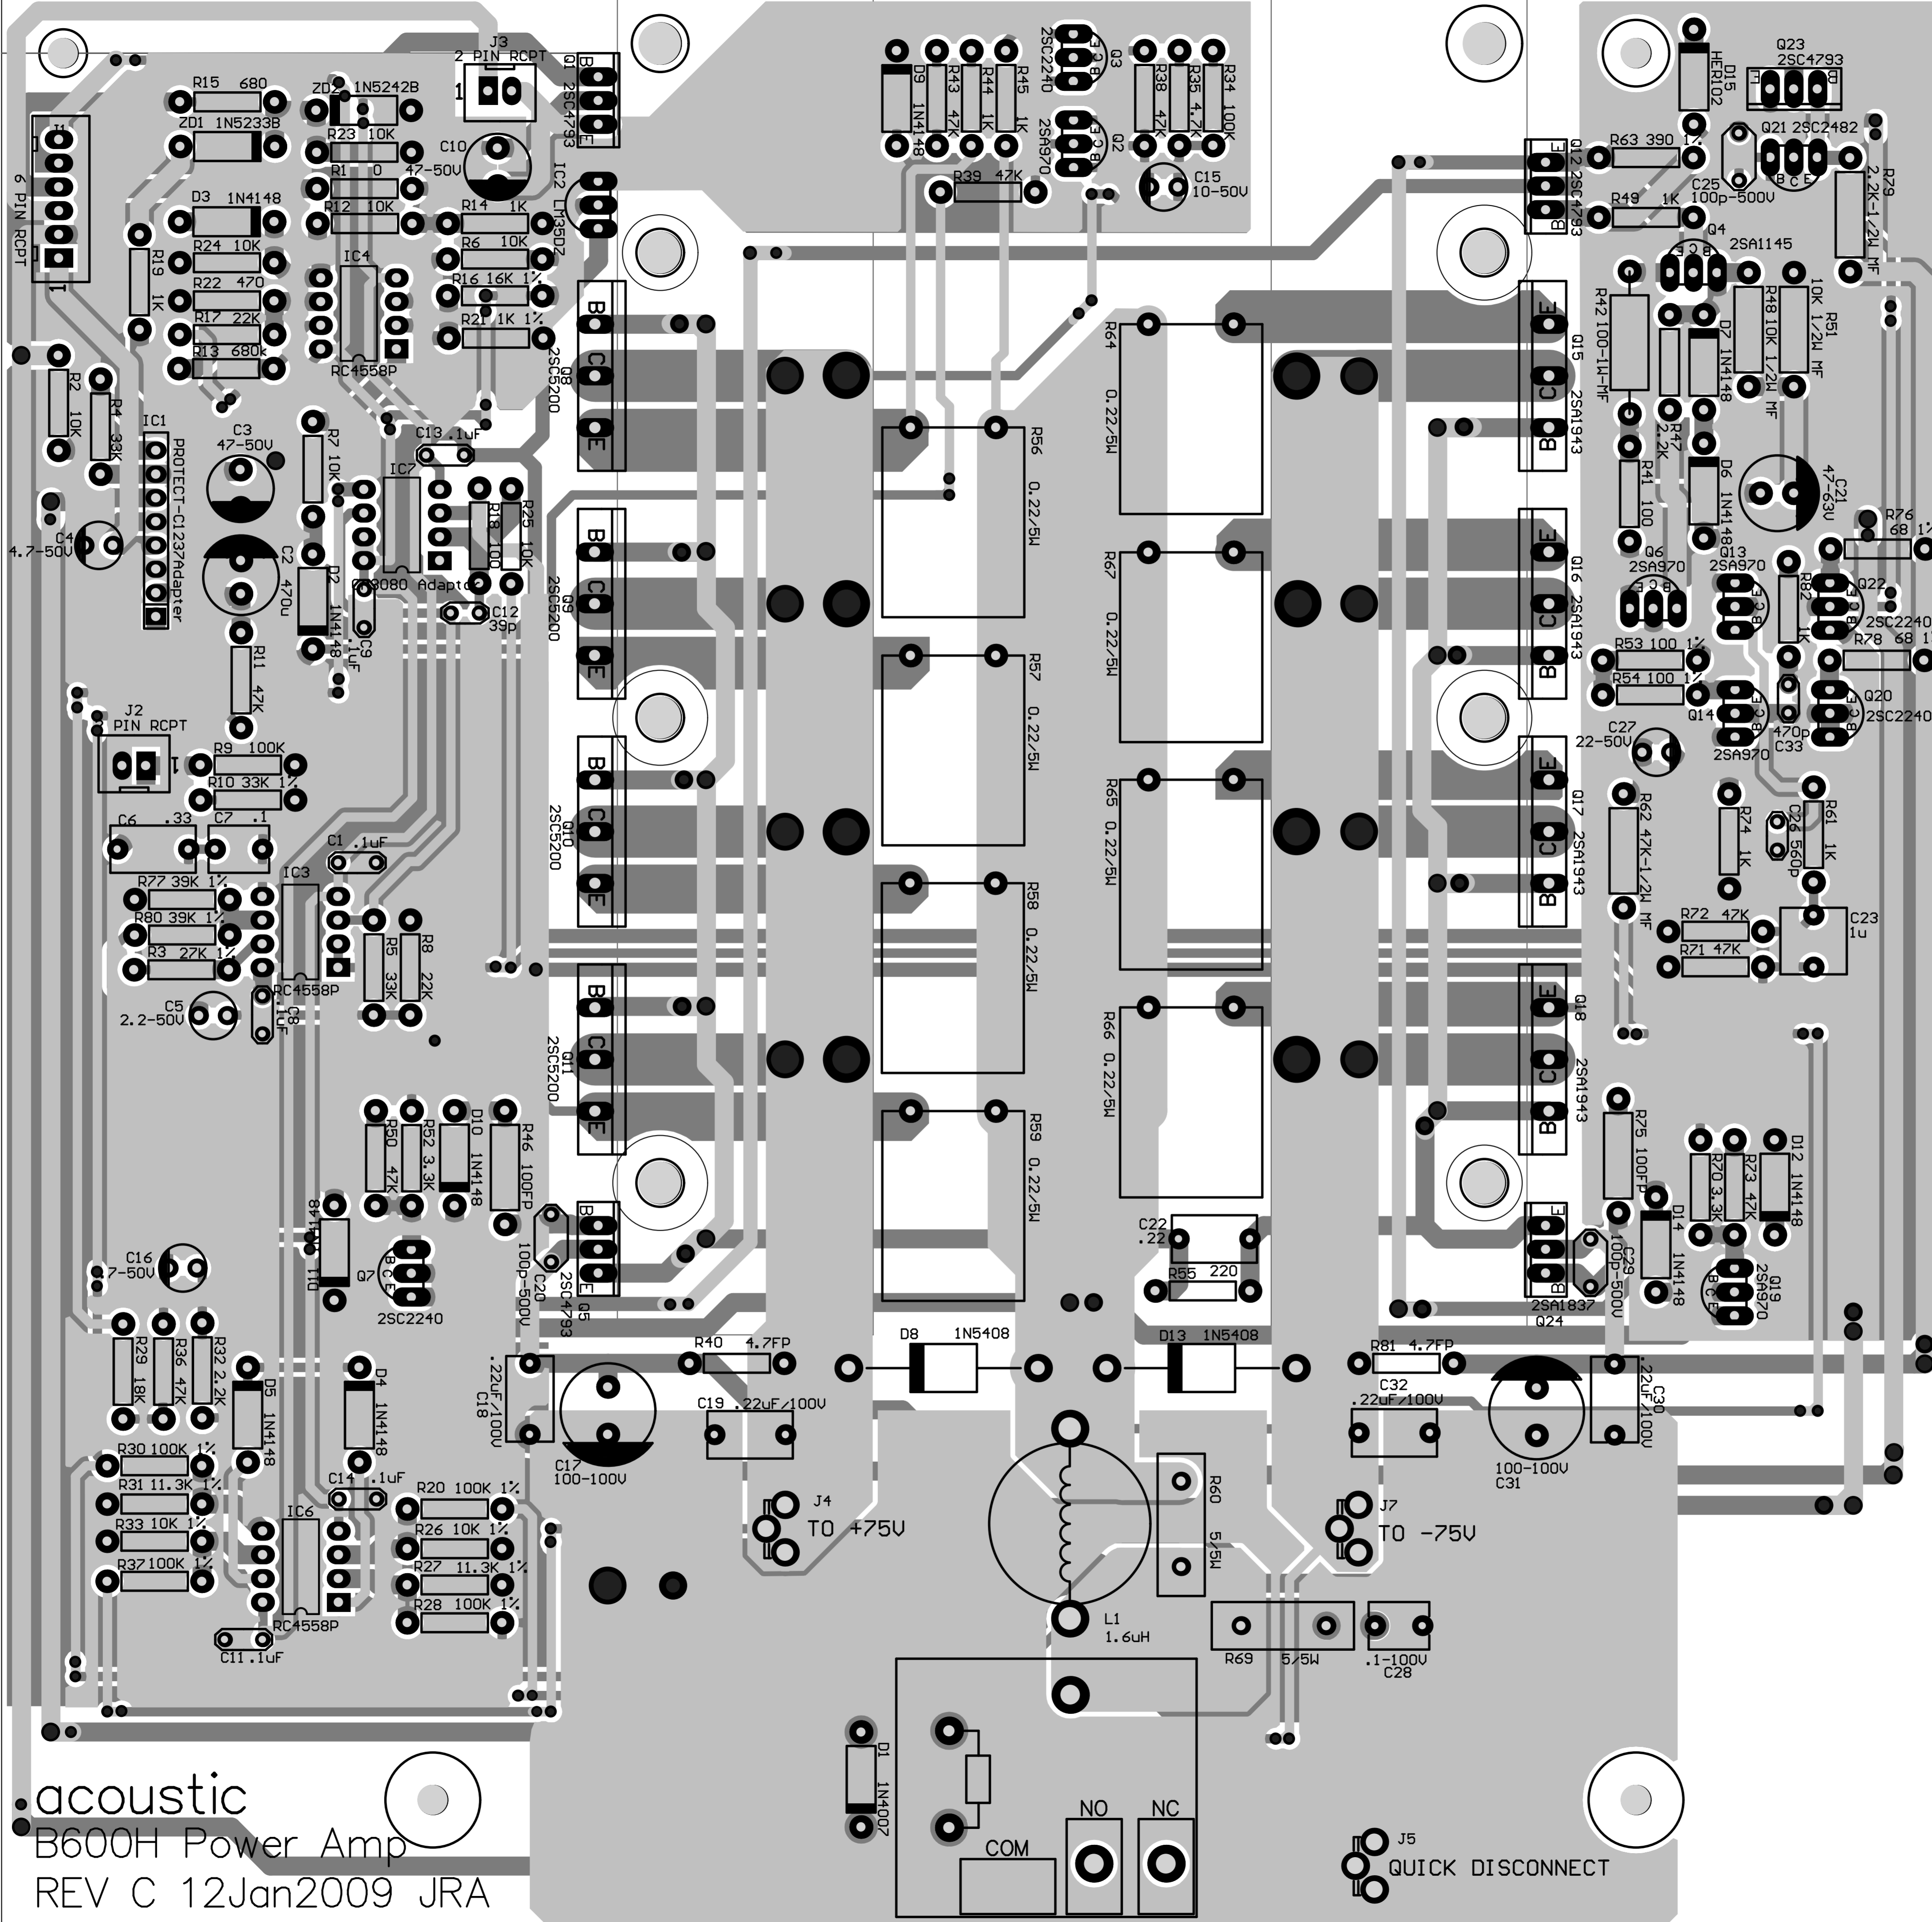 J3
2 PIN RCPT
1
Q1 2SC4793
B
E
R15 680
ZD2 1N5242B
ZD1 1N5233B
R23 10K
C10
47-50V
R1 0
IC2 LM35DZ
J1
6 PIN RCPT
1
D3 1N4148
R12 10K
R14 1K
R24 10K
R6 10K
R19 1K
IC4
RC4558P
R22 470
R16 16K 1%
R17 22K
R21 1K 1%
R13 680k
R2 10K
R4 33K
IC1
PROTECT-C1237Adapter
C3
47-50V
R7 10K
C13 .1uF
IC7
R18 100
R25 10K
C4
4.7-50V
C2 470u
D2 1N4148
C9 .1uF
C12
39p
R11 47K
J2
PIN RCPT
1
R9 100K
R10 33K 1%
C6 .33
C7 .1
C1 .1uF
R77 39K 1%
IC3
R80 39K 1%
R3 27K 1%
RC4558P
R5 33K
R8 22K
C5
2.2-50V
C8 .1uF
R50 47K
R52 3.3K
D10 1N4148
R46 100FP
D11
Q7
2SC2240
B C E
C20 100p-500V
Q5 2SC4793
B
E
C16
R29 18K
R36 47K
R32 2.2K
D5 1N4148
D4 1N4148
R30 100K 1%
R31 11.3K 1%
R33 10K 1%
R37 100K 1%
C14 .1uF
IC6
RC4558P
C11 .1uF
R20 100K 1%
R26 10K 1%
R27 11.3K 1%
R28 100K 1%
C18 .22uF/100V
C17
100-100V
R40 4.7FP
C19 .22uF/100V
J4
TO +75V
Q8 2SC5200
B
C
E
Q9 2SC5200
B
C
E
Q10 2SC5200
B
C
E
Q11 2SC5200
B
C
E
D9 1N4148
R43 47K
R44 1K
R45 1K
2SC2240
Q3
E C B
2SA970
Q2
E C B
R38 47K
R35 4.7K
R34 100K
R39 47K
C15
10-50V
R64 0.22/5W
R56 0.22/5W
R67 0.22/5W
R57 0.22/5W
R65 0.22/5W
R58 0.22/5W
R66 0.22/5W
R59 0.22/5W
C22
.22
R55 220
D8 1N5408
D13 1N5408
R60 5/5W
L1
1.6uH
R69 5/5W
.1-100V
C28
D1 1N4007
COM
NO
NC
J5
QUICK DISCONNECT
J7
TO -75V
R81 4.7FP
C32
.22uF/100V
100-100V
C31
C30 .22uF/100V
Q12 2SC4793
E
B
Q15 2SA1943
E
C
B
Q16 2SA1943
E
C
B
Q17 2SA1943
E
C
B
Q18 2SA1943
E
C
B
2SA1837
Q24
E
B
C29 100p-500V
D15 HER102
Q23
2SC4793
Q21 2SC2482
B C E
R63 390 1%
C25
100p-500V
R79 2.2K-1/2W MF
R49 1K
Q4
2SA1145
E C B
R42 100-1W-MF
R47 2.2K
D7 1N4148
R48 10K 1/2W MF
R51 10K 1/2W MF
R41 100
D6 1N4148
C21 47-63V
R76
68 1%
Q6
2SA970
E C B
Q13
2SA970
E C B
R82 1K
Q22
2SC2240
E C B
R53 100 1%
R78 68
R54 100 1%
Q14
2SA970
E C B
470p
C33
Q20
2SC2240
E C B
C27
22-50V
R62 47K-1/2W MF
R74 1K
C26 560p
R61 1K
R72 47K
R71 47K
C23
1u
R75 100FP
R70 3.3K
R73 47K
D12 1N4148
D14 1N4148
Q19 2SA970
B C E
acoustic
B600H Power Amp
REV C 12Jan2009 JRA